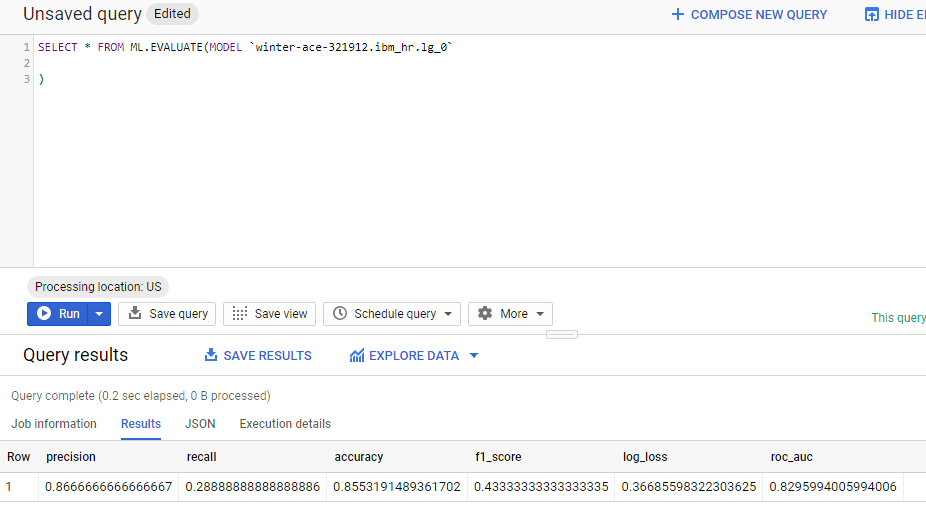 Unsaved query Edited COMPOSE NEW QUERY HIDE E
1 SELECT * FROM ML.EVALUATE(MODEL `winter-ace-321912.ibm_hr.lg_0`
2
3 )
Processing location: US
Run Save query Save view Schedule query More
This query
Query results SAVE RESULTS EXPLORE DATA
Query complete (0.2 sec elapsed, 0 B processed)
Job information Results JSON Execution details
Row precision recall accuracy f1_score log_loss roc_auc
1 0.8666666666666667 0.28888888888888886 0.8553191489361702 0.43333333333333335 0.36685598322303625 0.8295994005994006